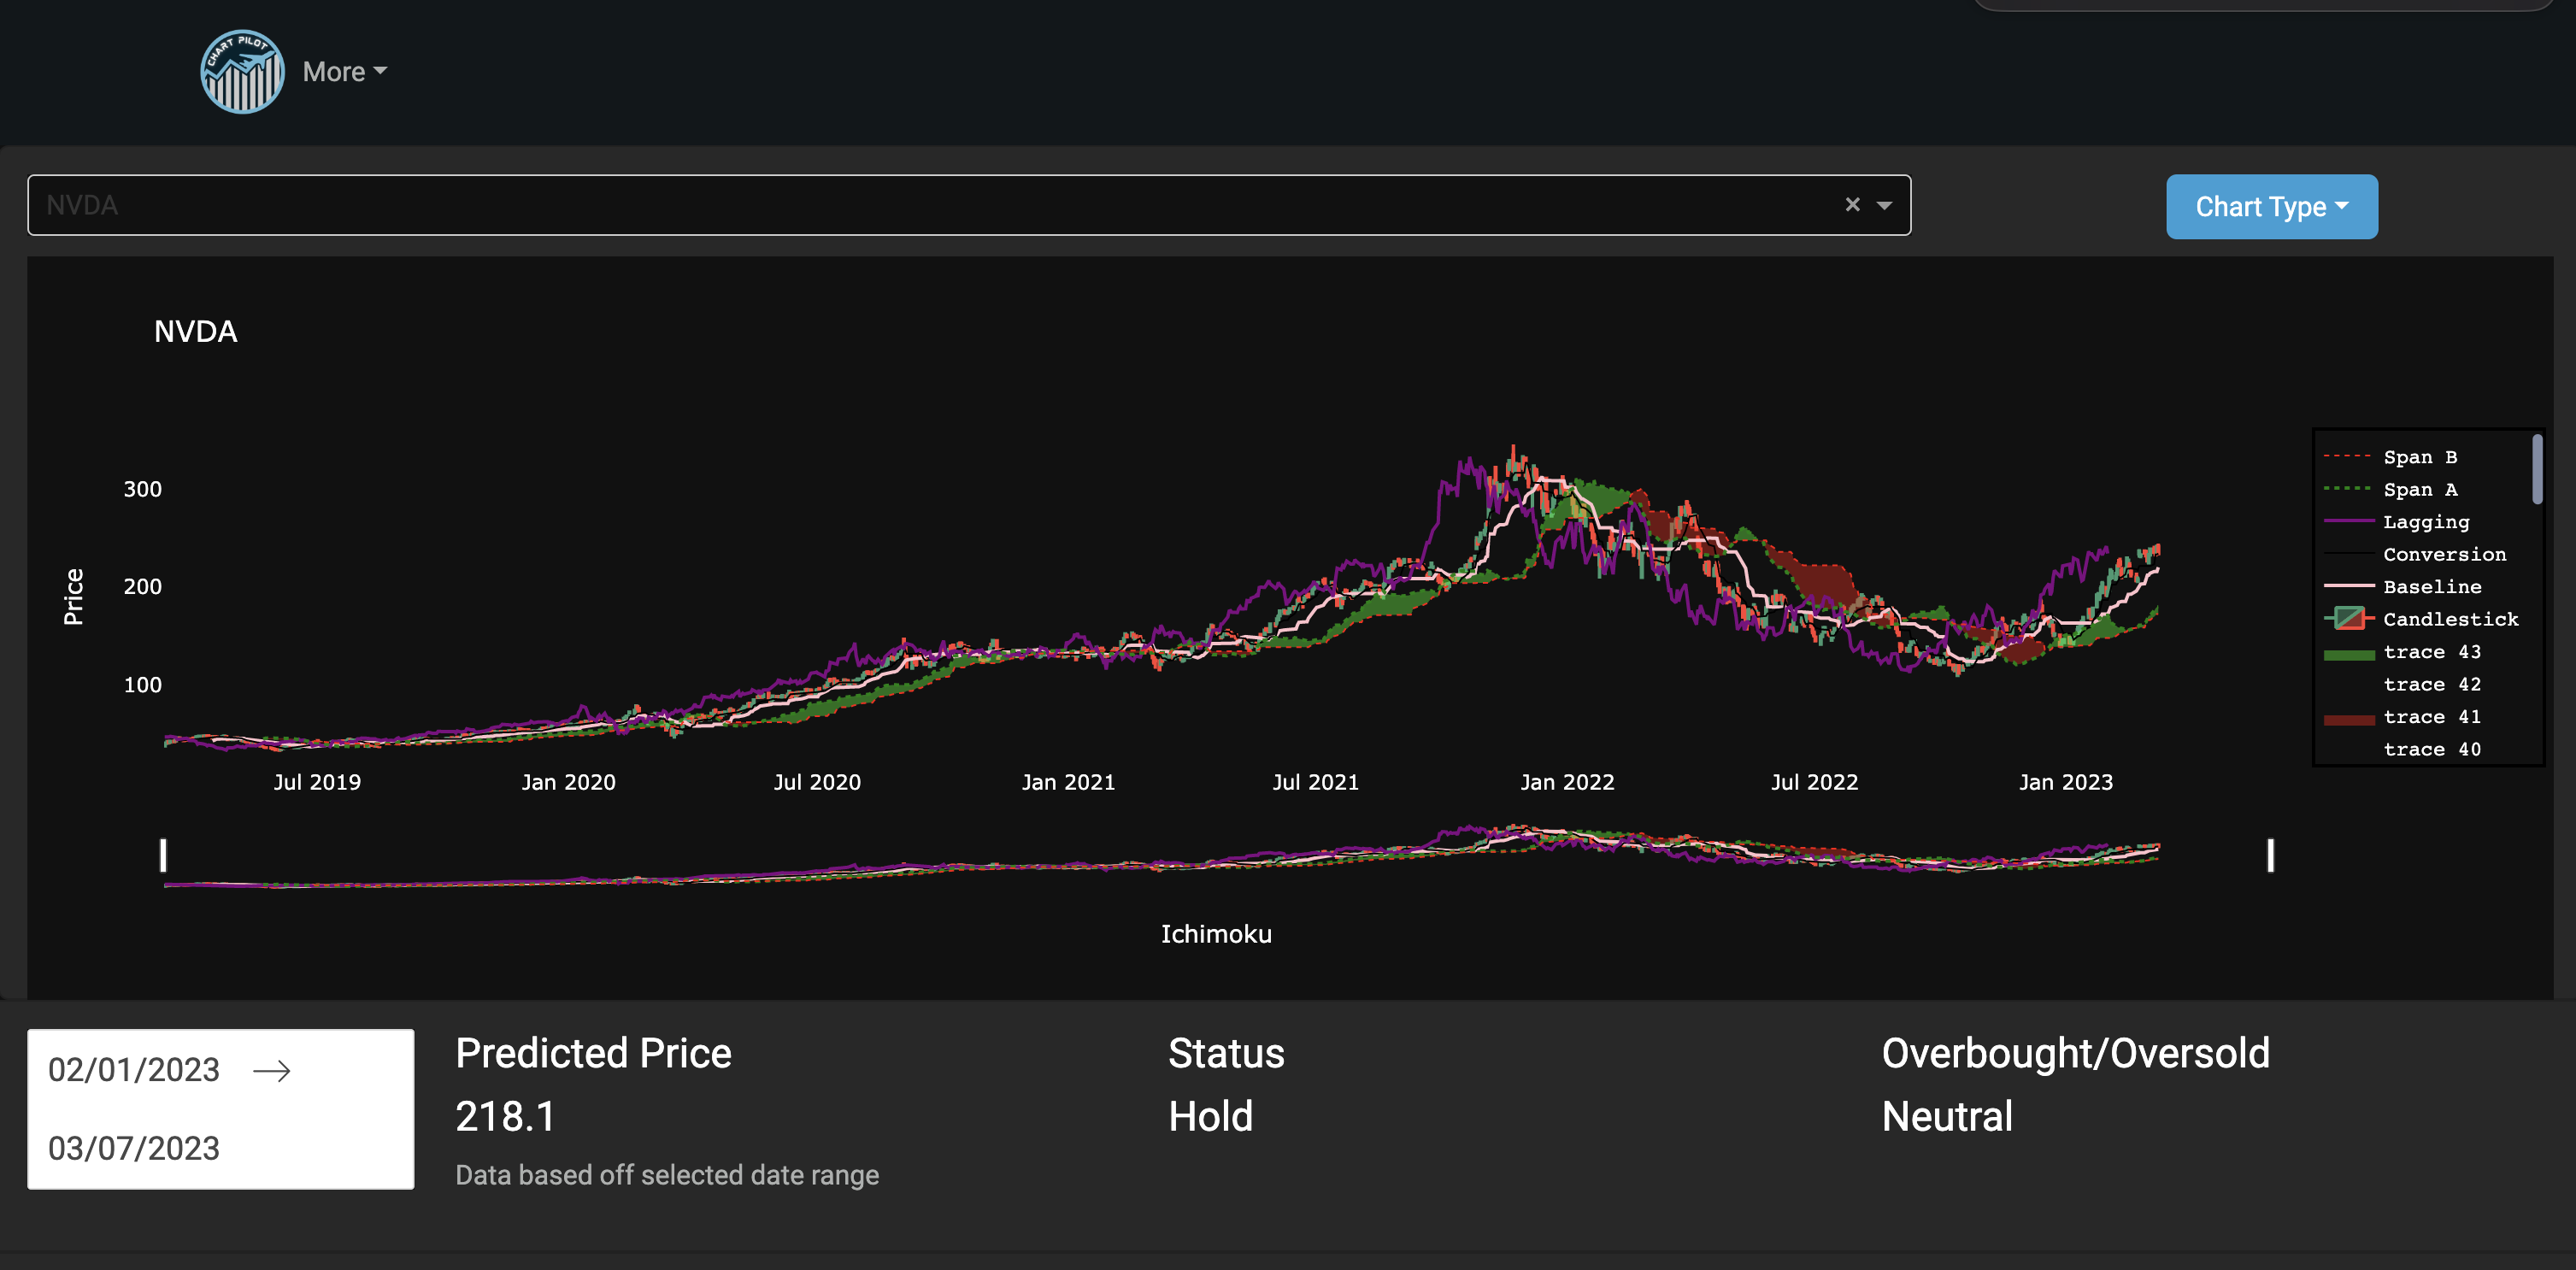 CHART PILOT
More
NVDA
Chart Type
NVDA
Price
300
200
100
Jul 2019
Jan 2020
Jul 2020
Jan 2021
Jul 2021
Jan 2022
Jul 2022
Jan 2023
Ichimoku
Span B
Span A
Lagging
Conversion
Baseline
Candlestick
trace 43
trace 42
trace 41
trace 40
02/01/2023
03/07/2023
Predicted Price
218.1
Data based off selected date range
Status
Hold
Overbought/Oversold
Neutral